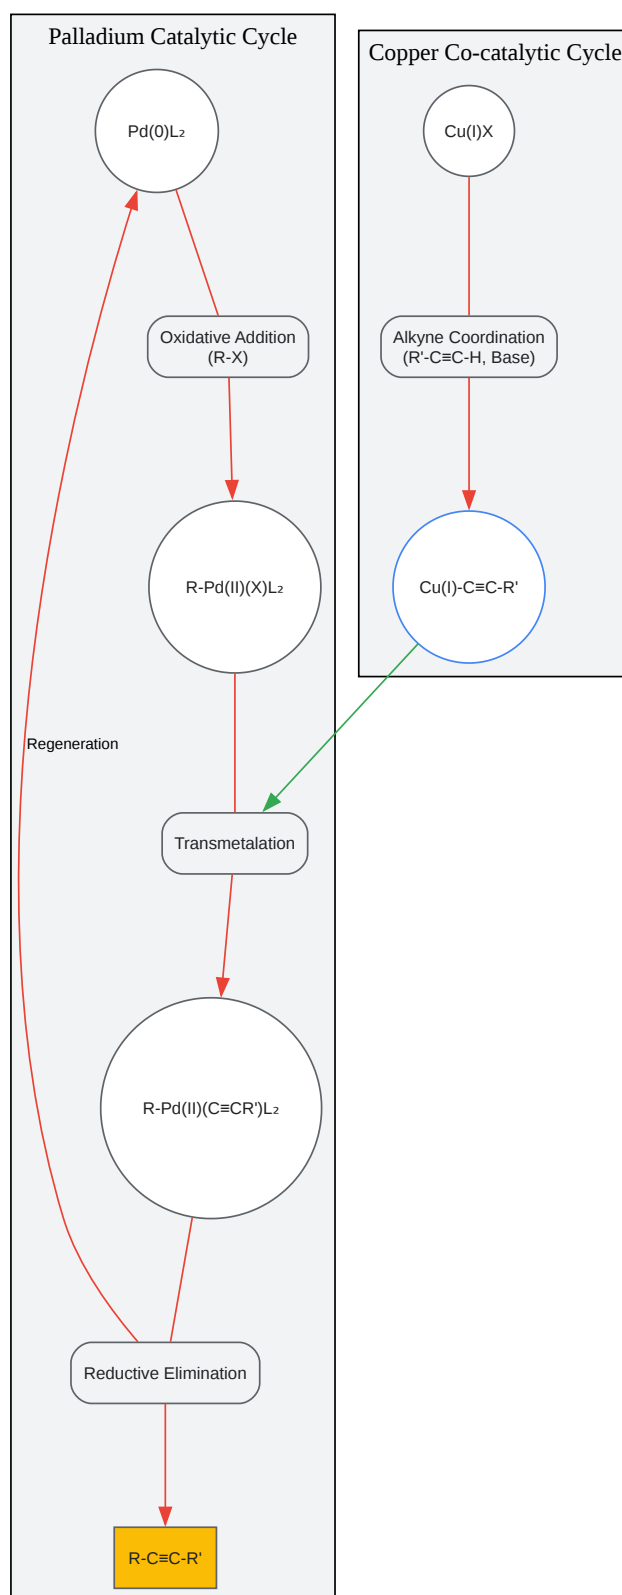 Palladium Catalytic Cycle
Pd(0)L₂
Oxidative Addition
(R-X)
R-Pd(II)(X)L₂
Regeneration
Transmetalation
R-Pd(II)(C≡CR')L₂
Reductive Elimination
R-C≡C-R'
Copper Co-catalytic Cycle
Cu(I)X
Alkyne Coordination
(R'-C≡C-H, Base)
Cu(I)-C≡C-R'